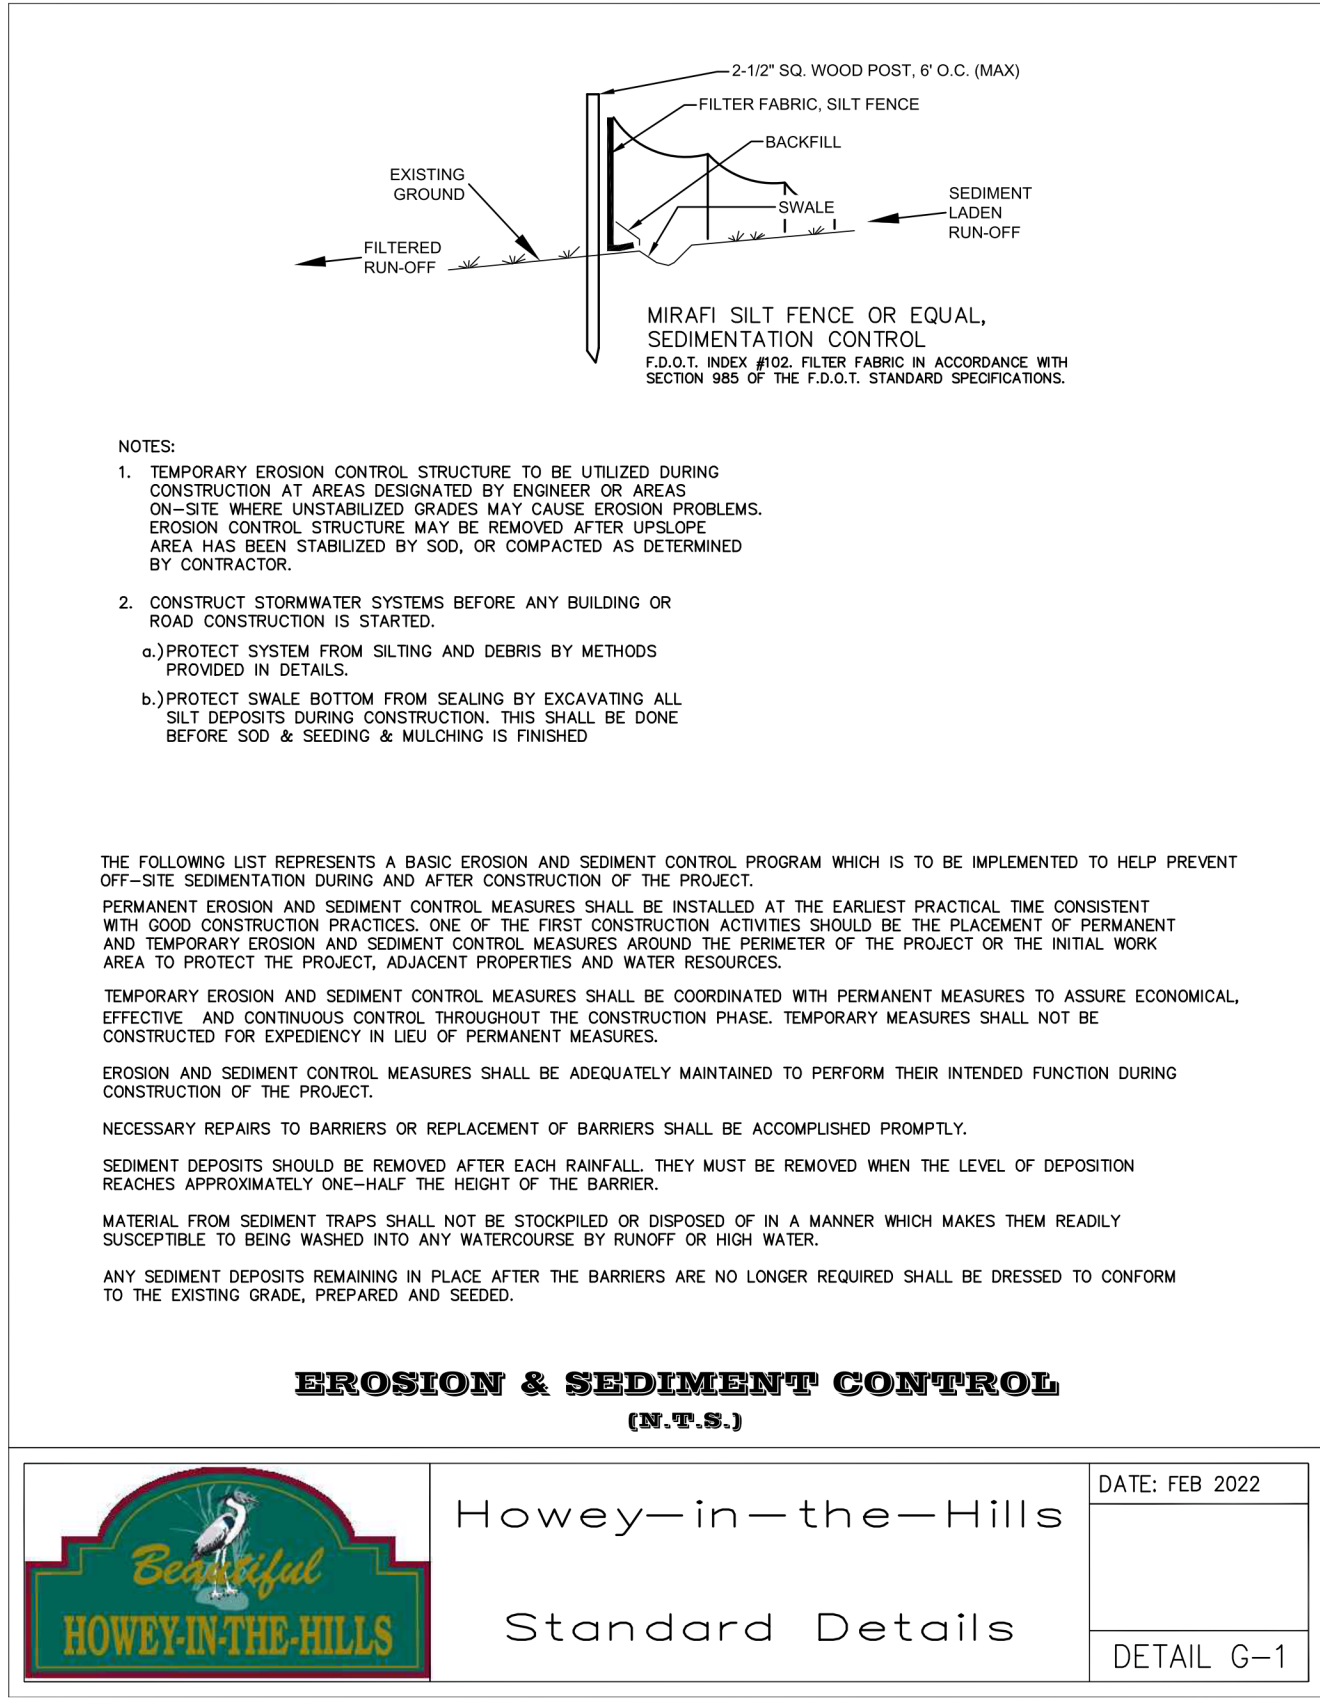 2-1/2" SQ. WOOD POST, 6' O.C. (MAX)
FILTER FABRIC, SILT FENCE
BACKFILL
EXISTING
GROUND
SWALE
SEDIMENT
LADEN
RUN-OFF
FILTERED
RUN-OFF
MIRAFI SILT FENCE OR EQUAL,
SEDIMENTATION CONTROL
F.D.O.T. INDEX #102. FILTER FABRIC IN ACCORDANCE WITH
SECTION 985 OF THE F.D.O.T. STANDARD SPECIFICATIONS.
NOTES:
1. TEMPORARY EROSION CONTROL STRUCTURE TO BE UTILIZED DURING
CONSTRUCTION AT AREAS DESIGNATED BY ENGINEER OR AREAS
ON-SITE WHERE UNSTABILIZED GRADES MAY CAUSE EROSION PROBLEMS.
EROSION CONTROL STRUCTURE MAY BE REMOVED AFTER UPSLOPE
AREA HAS BEEN STABILIZED BY SOD, OR COMPACTED AS DETERMINED
BY CONTRACTOR.
2. CONSTRUCT STORMWATER SYSTEMS BEFORE ANY BUILDING OR
ROAD CONSTRUCTION IS STARTED.
a.) PROTECT SYSTEM FROM SILTING AND DEBRIS BY METHODS
PROVIDED IN DETAILS.
b.) PROTECT SWALE BOTTOM FROM SEALING BY EXCAVATING ALL
SILT DEPOSITS DURING CONSTRUCTION. THIS SHALL BE DONE
BEFORE SOD & SEEDING & MULCHING IS FINISHED
THE FOLLOWING LIST REPRESENTS A BASIC EROSION AND SEDIMENT CONTROL PROGRAM WHICH IS TO BE IMPLEMENTED TO HELP PREVENT
OFF-SITE SEDIMENTATION DURING AND AFTER CONSTRUCTION OF THE PROJECT.
PERMANENT EROSION AND SEDIMENT CONTROL MEASURES SHALL BE INSTALLED AT THE EARLIEST PRACTICAL TIME CONSISTENT
WITH GOOD CONSTRUCTION PRACTICES. ONE OF THE FIRST CONSTRUCTION ACTIVITIES SHOULD BE THE PLACEMENT OF PERMANENT
AND TEMPORARY EROSION AND SEDIMENT CONTROL MEASURES AROUND THE PERIMETER OF THE PROJECT OR THE INITIAL WORK
AREA TO PROTECT THE PROJECT, ADJACENT PROPERTIES AND WATER RESOURCES.
TEMPORARY EROSION AND SEDIMENT CONTROL MEASURES SHALL BE COORDINATED WITH PERMANENT MEASURES TO ASSURE ECONOMICAL,
EFFECTIVE AND CONTINUOUS CONTROL THROUGHOUT THE CONSTRUCTION PHASE. TEMPORARY MEASURES SHALL NOT BE
CONSTRUCTED FOR EXPEDIENCY IN LIEU OF PERMANENT MEASURES.
EROSION AND SEDIMENT CONTROL MEASURES SHALL BE ADEQUATELY MAINTAINED TO PERFORM THEIR INTENDED FUNCTION DURING
CONSTRUCTION OF THE PROJECT.
NECESSARY REPAIRS TO BARRIERS OR REPLACEMENT OF BARRIERS SHALL BE ACCOMPLISHED PROMPTLY.
SEDIMENT DEPOSITS SHOULD BE REMOVED AFTER EACH RAINFALL. THEY MUST BE REMOVED WHEN THE LEVEL OF DEPOSITION
REACHES APPROXIMATELY ONE-HALF THE HEIGHT OF THE BARRIER.
MATERIAL FROM SEDIMENT TRAPS SHALL NOT BE STOCKPILED OR DISPOSED OF IN A MANNER WHICH MAKES THEM READILY
SUSCEPTIBLE TO BEING WASHED INTO ANY WATERCOURSE BY RUNOFF OR HIGH WATER.
ANY SEDIMENT DEPOSITS REMAINING IN PLACE AFTER THE BARRIERS ARE NO LONGER REQUIRED SHALL BE DRESSED TO CONFORM
TO THE EXISTING GRADE, PREPARED AND SEEDED.
EROSION & SEDIMENT CONTROL
(N.T.S.)
Beautiful
HOWEY-IN-THE-HILLS
Howey-in-the-Hills
Standard Details
DATE: FEB 2022
DETAIL G-1